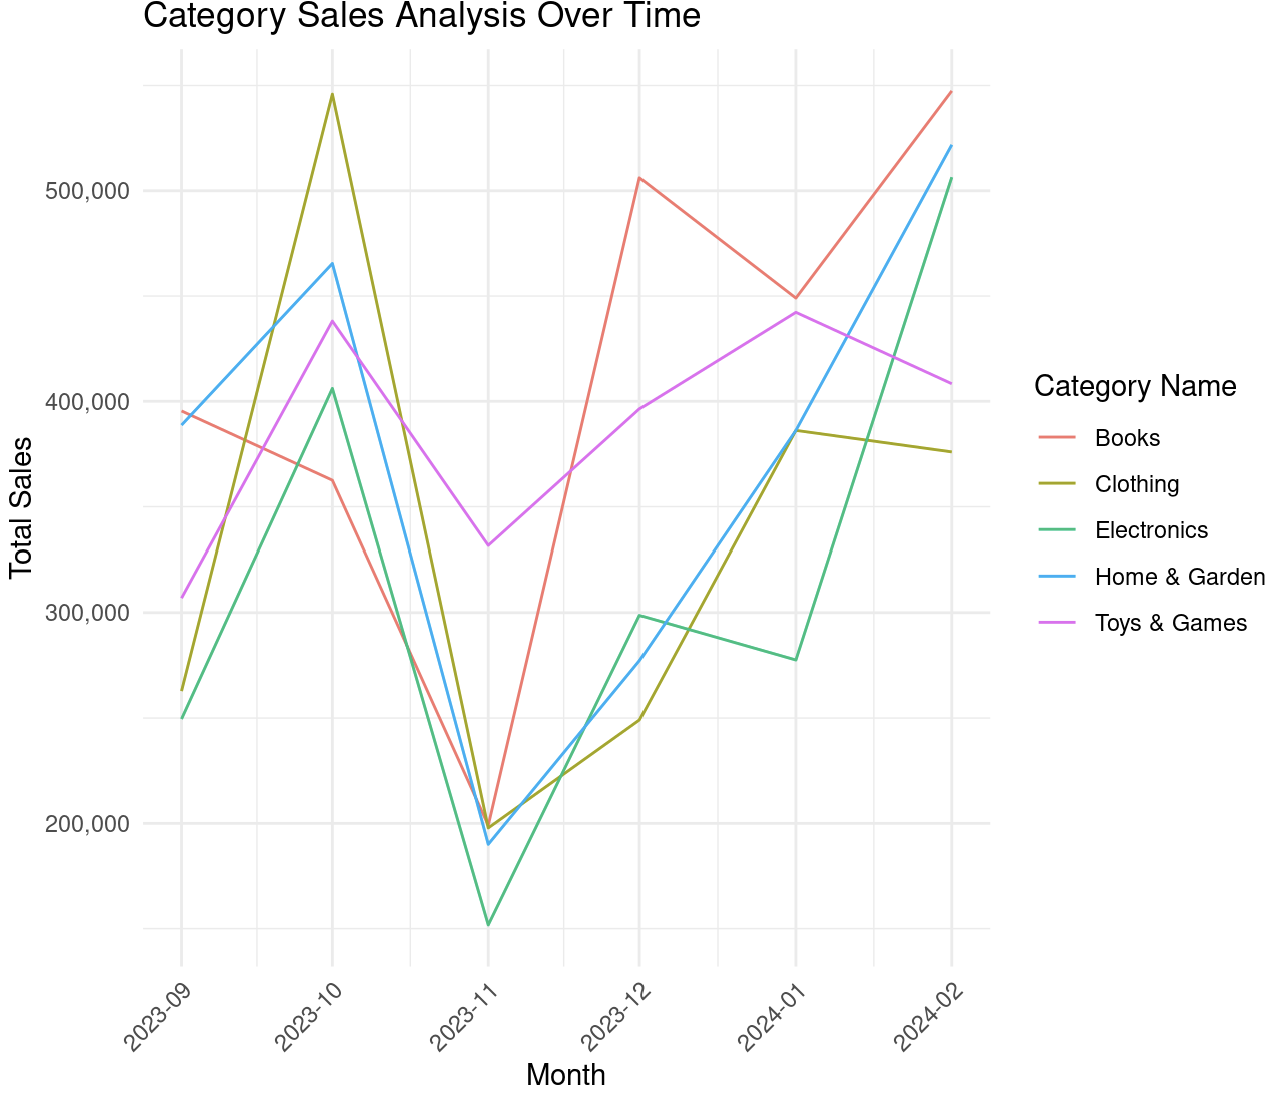 Category Sales Analysis Over Time
Total Sales
500,000
400,000
300,000
200,000
2023-09
2023-10
2023-11
2023-12
2024-01
2024-02
Month
Category Name
Books
Clothing
Electronics
Home & Garden
Toys & Games